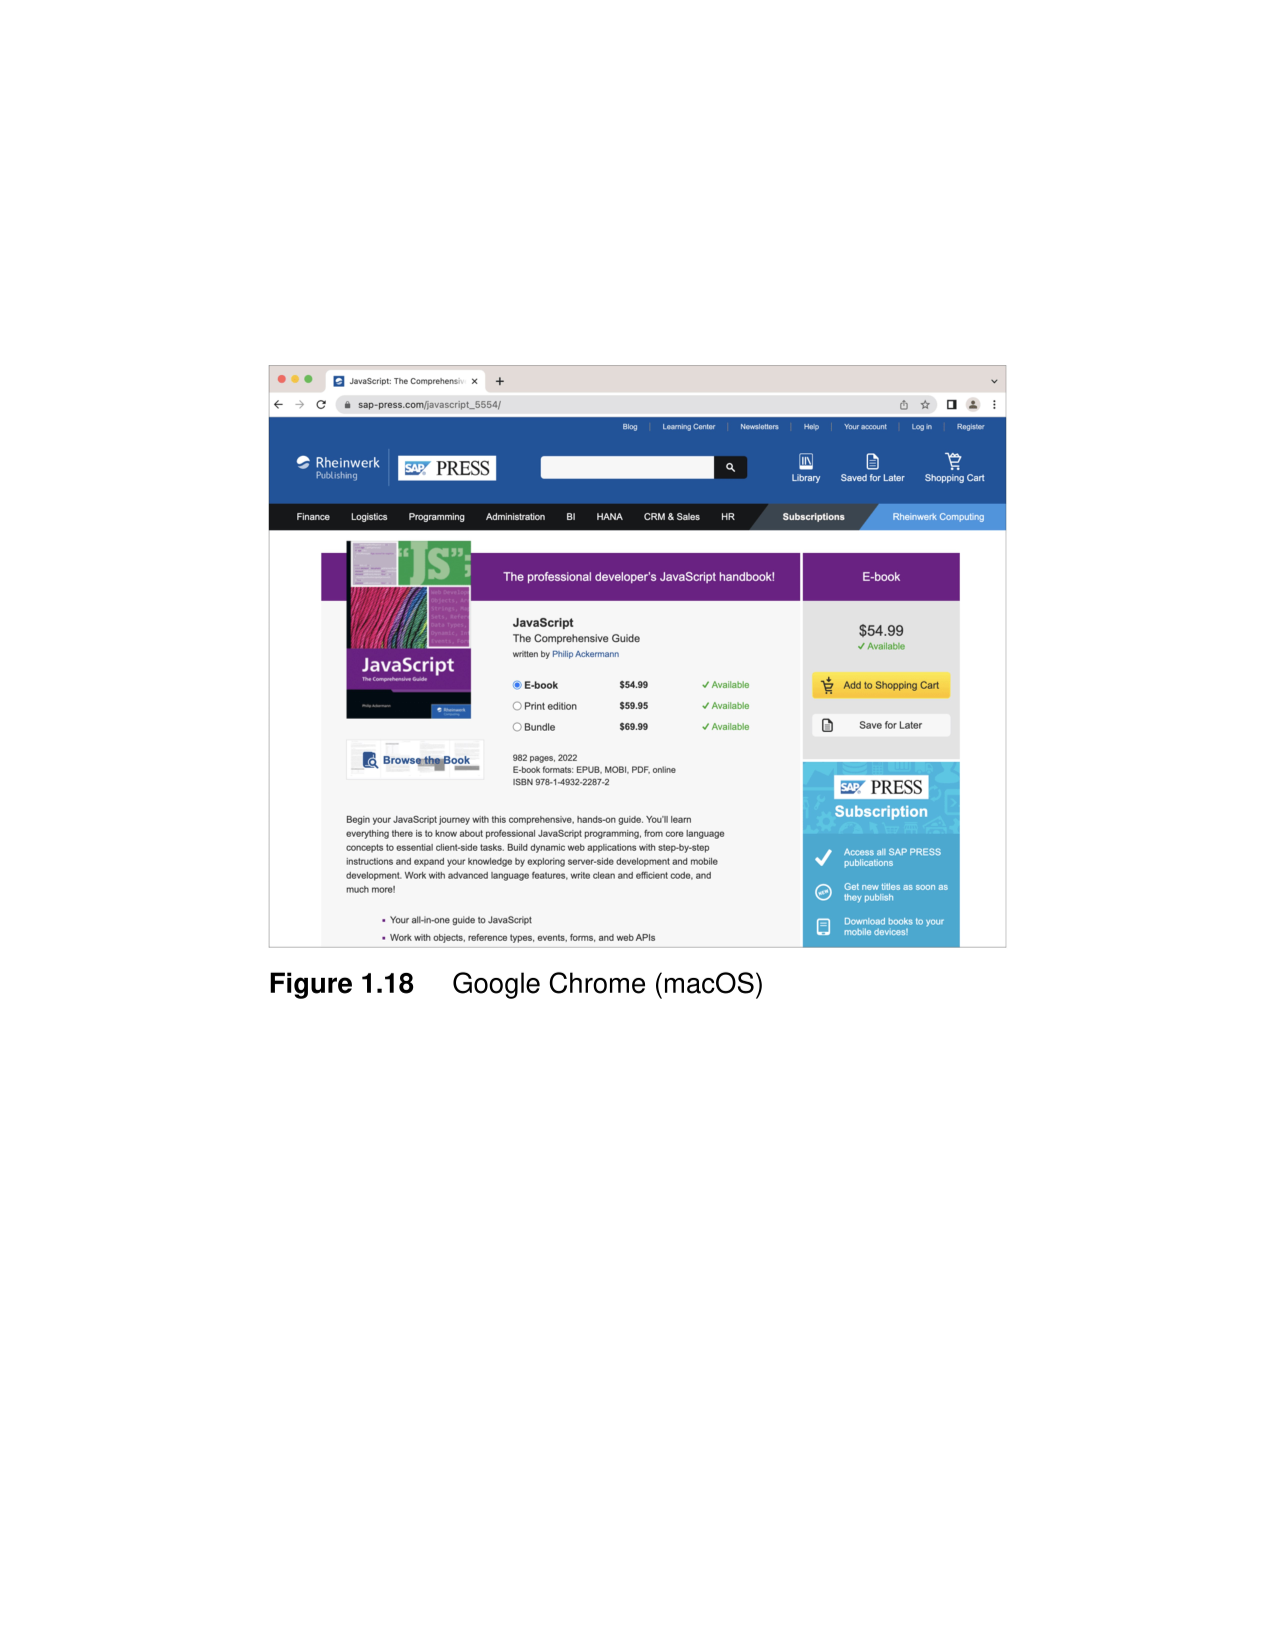 JavaScript: The Comprehensiv
sap-press.com/javascript_5554/
Blog | Learning Center | Newsletters | Help | Your account | Log in | Register
Rheinwerk
Publishing
SAP PRESS
Library
Saved for Later
Shopping Cart
Finance Logistics Programming Administration BI HANA CRM & Sales HR Subscriptions Rheinwerk Computing
"JS";
JavaScript
The Comprehensive Guide
Philip Ackermann
Rheinwerk
Computing
Browse the Book
The professional developer's JavaScript handbook!
JavaScript
The Comprehensive Guide
written by Philip Ackermann
E-book $54.99 ✓ Available
Print edition $59.95 ✓ Available
Bundle $69.99 ✓ Available
982 pages, 2022
E-book formats: EPUB, MOBI, PDF, online
ISBN 978-1-4932-2287-2
Begin your JavaScript journey with this comprehensive, hands-on guide. You'll learn
everything there is to know about professional JavaScript programming, from core language
concepts to essential client-side tasks. Build dynamic web applications with step-by-step
instructions and expand your knowledge by exploring server-side development and mobile
development. Work with advanced language features, write clean and efficient code, and
much more!
• Your all-in-one guide to JavaScript
• Work with objects, reference types, events, forms, and web APIs
E-book
$54.99
✓ Available
Add to Shopping Cart
Save for Later
SAP PRESS
Subscription
Access all SAP PRESS
publications
NEW
Get new titles as soon as
they publish
Download books to your
mobile devices!
Figure 1.18 Google Chrome (macOS)